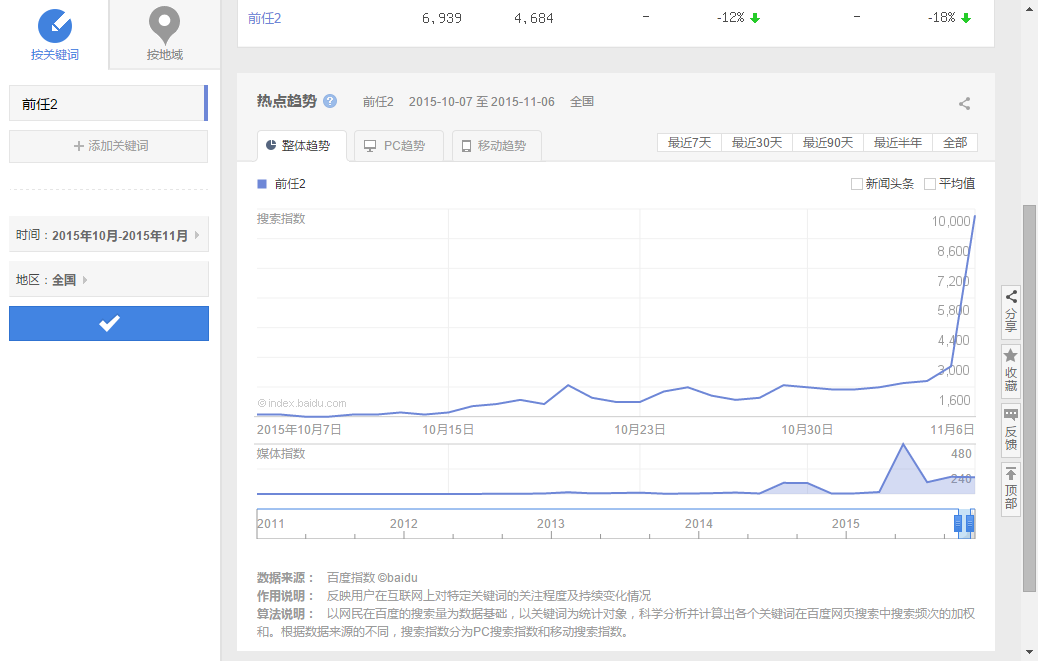 按关键词
按地域
前任2
添加关键词
时间：2015年10月-2015年11月
地区：全国
前任2 6,939 4,684 - -12% - -18%
热点趋势 ? 前任2 2015-10-07 至 2015-11-06 全国
整体趋势 PC趋势 移动趋势
最近7天 最近30天 最近90天 最近半年 全部
前任2
新闻头条 平均值
搜索指数
10,000
8,600
7,200
5,800
4,400
3,000
1,600
©index.baidu.com
2015年10月7日 10月15日 10月23日 10月30日 11月6日
媒体指数
480
240
2011 2012 2013 2014 2015
数据来源： 百度指数 ©baidu
作用说明： 反映用户在互联网上对特定关键词的关注程度及持续变化情况
算法说明： 以网民在百度的搜索量为数据基础，以关键词为统计对象，科学分析并计算出各个关键词在百度网页搜索中搜索频次的加权
和。根据数据来源的不同，搜索指数分为PC搜索指数和移动搜索指数。
分享
收藏
反馈
顶部